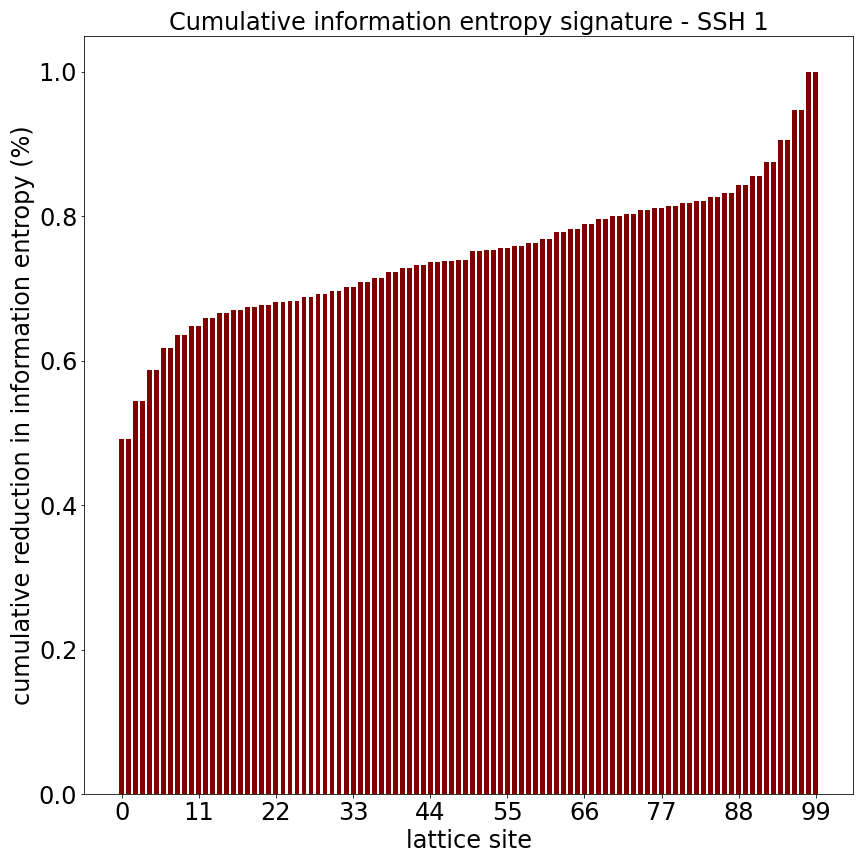 Cumulative information entropy signature - SSH 1
cumulative reduction in information entropy (%)
1.0
0.8
0.6
0.4
0.2
0.0
0 11 22 33 44 55 66 77 88 99
lattice site